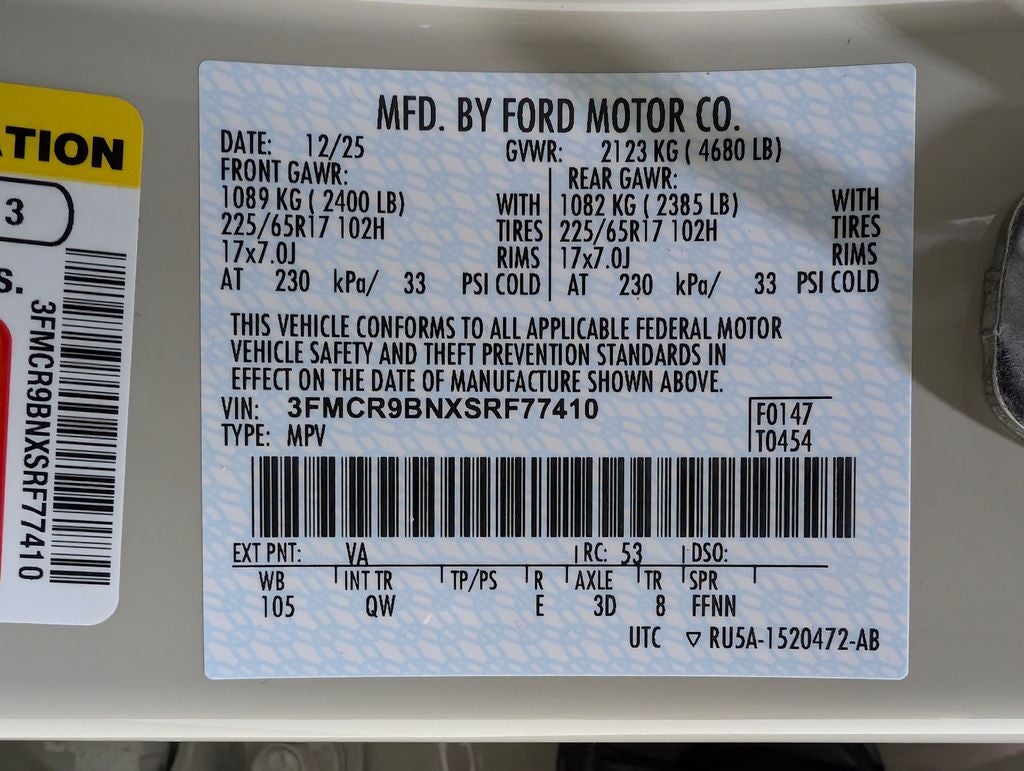 ATION
3
S.
3FMCR9BNXSRF77410
MFD. BY FORD MOTOR CO.
DATE: 12/25 GVWR: 2123 KG ( 4680 LB)
FRONT GAWR: REAR GAWR:
1089 KG ( 2400 LB) WITH 1082 KG ( 2385 LB) WITH
225/65R17 102H TIRES 225/65R17 102H TIRES
17x7.0J RIMS 17x7.0J RIMS
AT 230 kPa/ 33 PSI COLD AT 230 kPa/ 33 PSI COLD
THIS VEHICLE CONFORMS TO ALL APPLICABLE FEDERAL MOTOR
VEHICLE SAFETY AND THEFT PREVENTION STANDARDS IN
EFFECT ON THE DATE OF MANUFACTURE SHOWN ABOVE.
VIN: 3FMCR9BNXSRF77410 F0147
TYPE: MPV T0454
EXT PNT: VA RC: 53 DSO:
WB INT TR TP/PS R AXLE TR SPR
105 QW E 3D 8 FFNN
UTC ▽ RU5A-1520472-AB